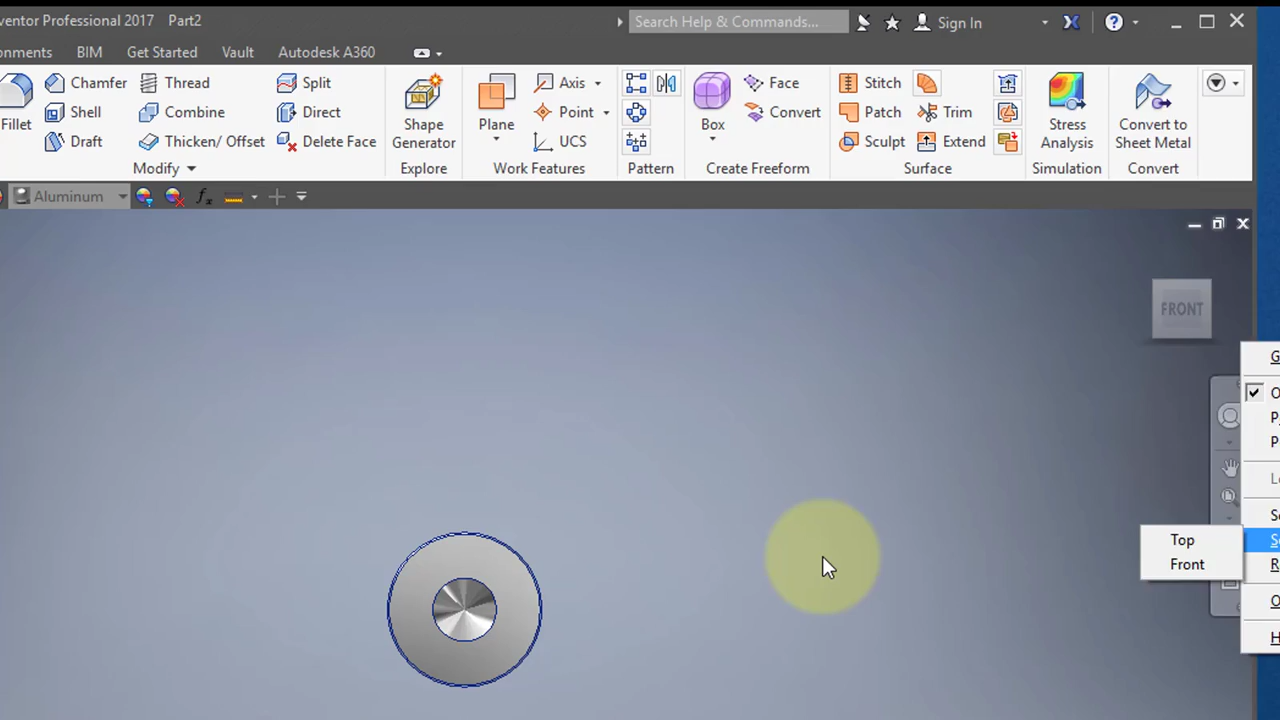 ventor Professional 2017 Part2 Search Help & Commands... Sign In
onments BIM Get Started Vault Autodesk A360
Chamfer Thread Split Axis Face Stitch
Fillet Shell Combine Direct Shape Generator Plane Point Box Convert Patch Trim Stress Analysis Convert to Sheet Metal
Draft Thicken/ Offset Delete Face UCS Sculpt Extend
Modify Explore Work Features Pattern Create Freeform Surface Simulation Convert
Aluminum fx
FRONT
G
O
P
P
Top
Front
R
O
H